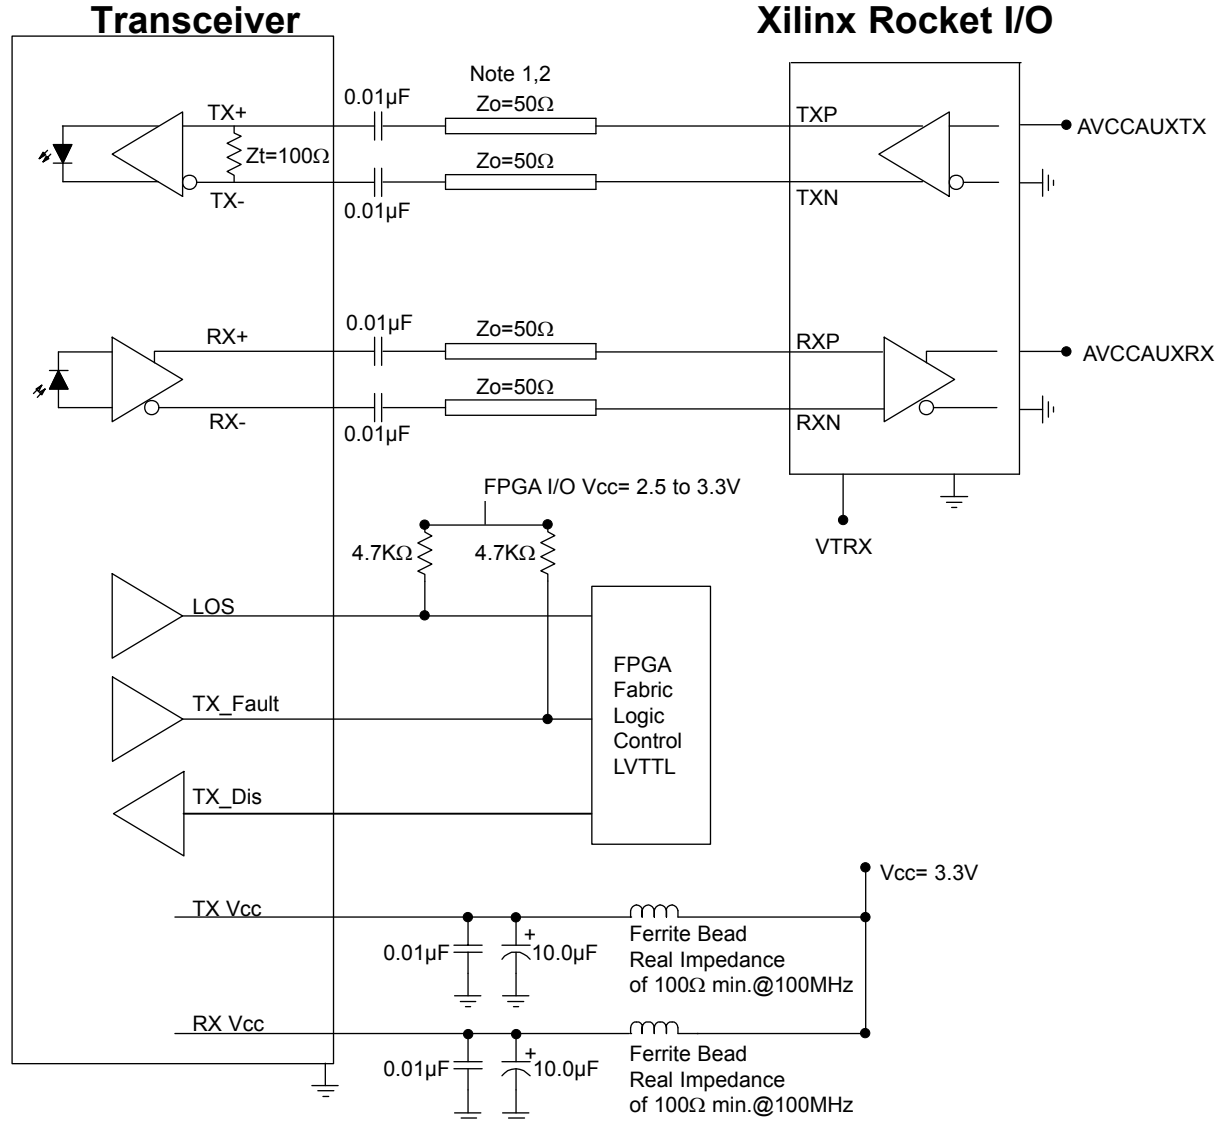 Transceiver
Xilinx Rocket I/O
Note 1,2
0.01µF
Zo=50Ω
TX+
TXP
AVCCAUXTX
Zt=100Ω
Zo=50Ω
TX-
0.01µF
TXN
0.01µF
Zo=50Ω
RX+
RXP
AVCCAUXRX
Zo=50Ω
RX-
0.01µF
RXN
FPGA I/O Vcc= 2.5 to 3.3V
4.7KΩ
4.7KΩ
VTRX
LOS
FPGA
Fabric
Logic
Control
LVTTL
TX_Fault
TX_Dis
Vcc= 3.3V
TX Vcc
0.01µF
+
10.0µF
Ferrite Bead
Real Impedance
of 100Ω min.@100MHz
RX Vcc
0.01µF
+
10.0µF
Ferrite Bead
Real Impedance
of 100Ω min.@100MHz